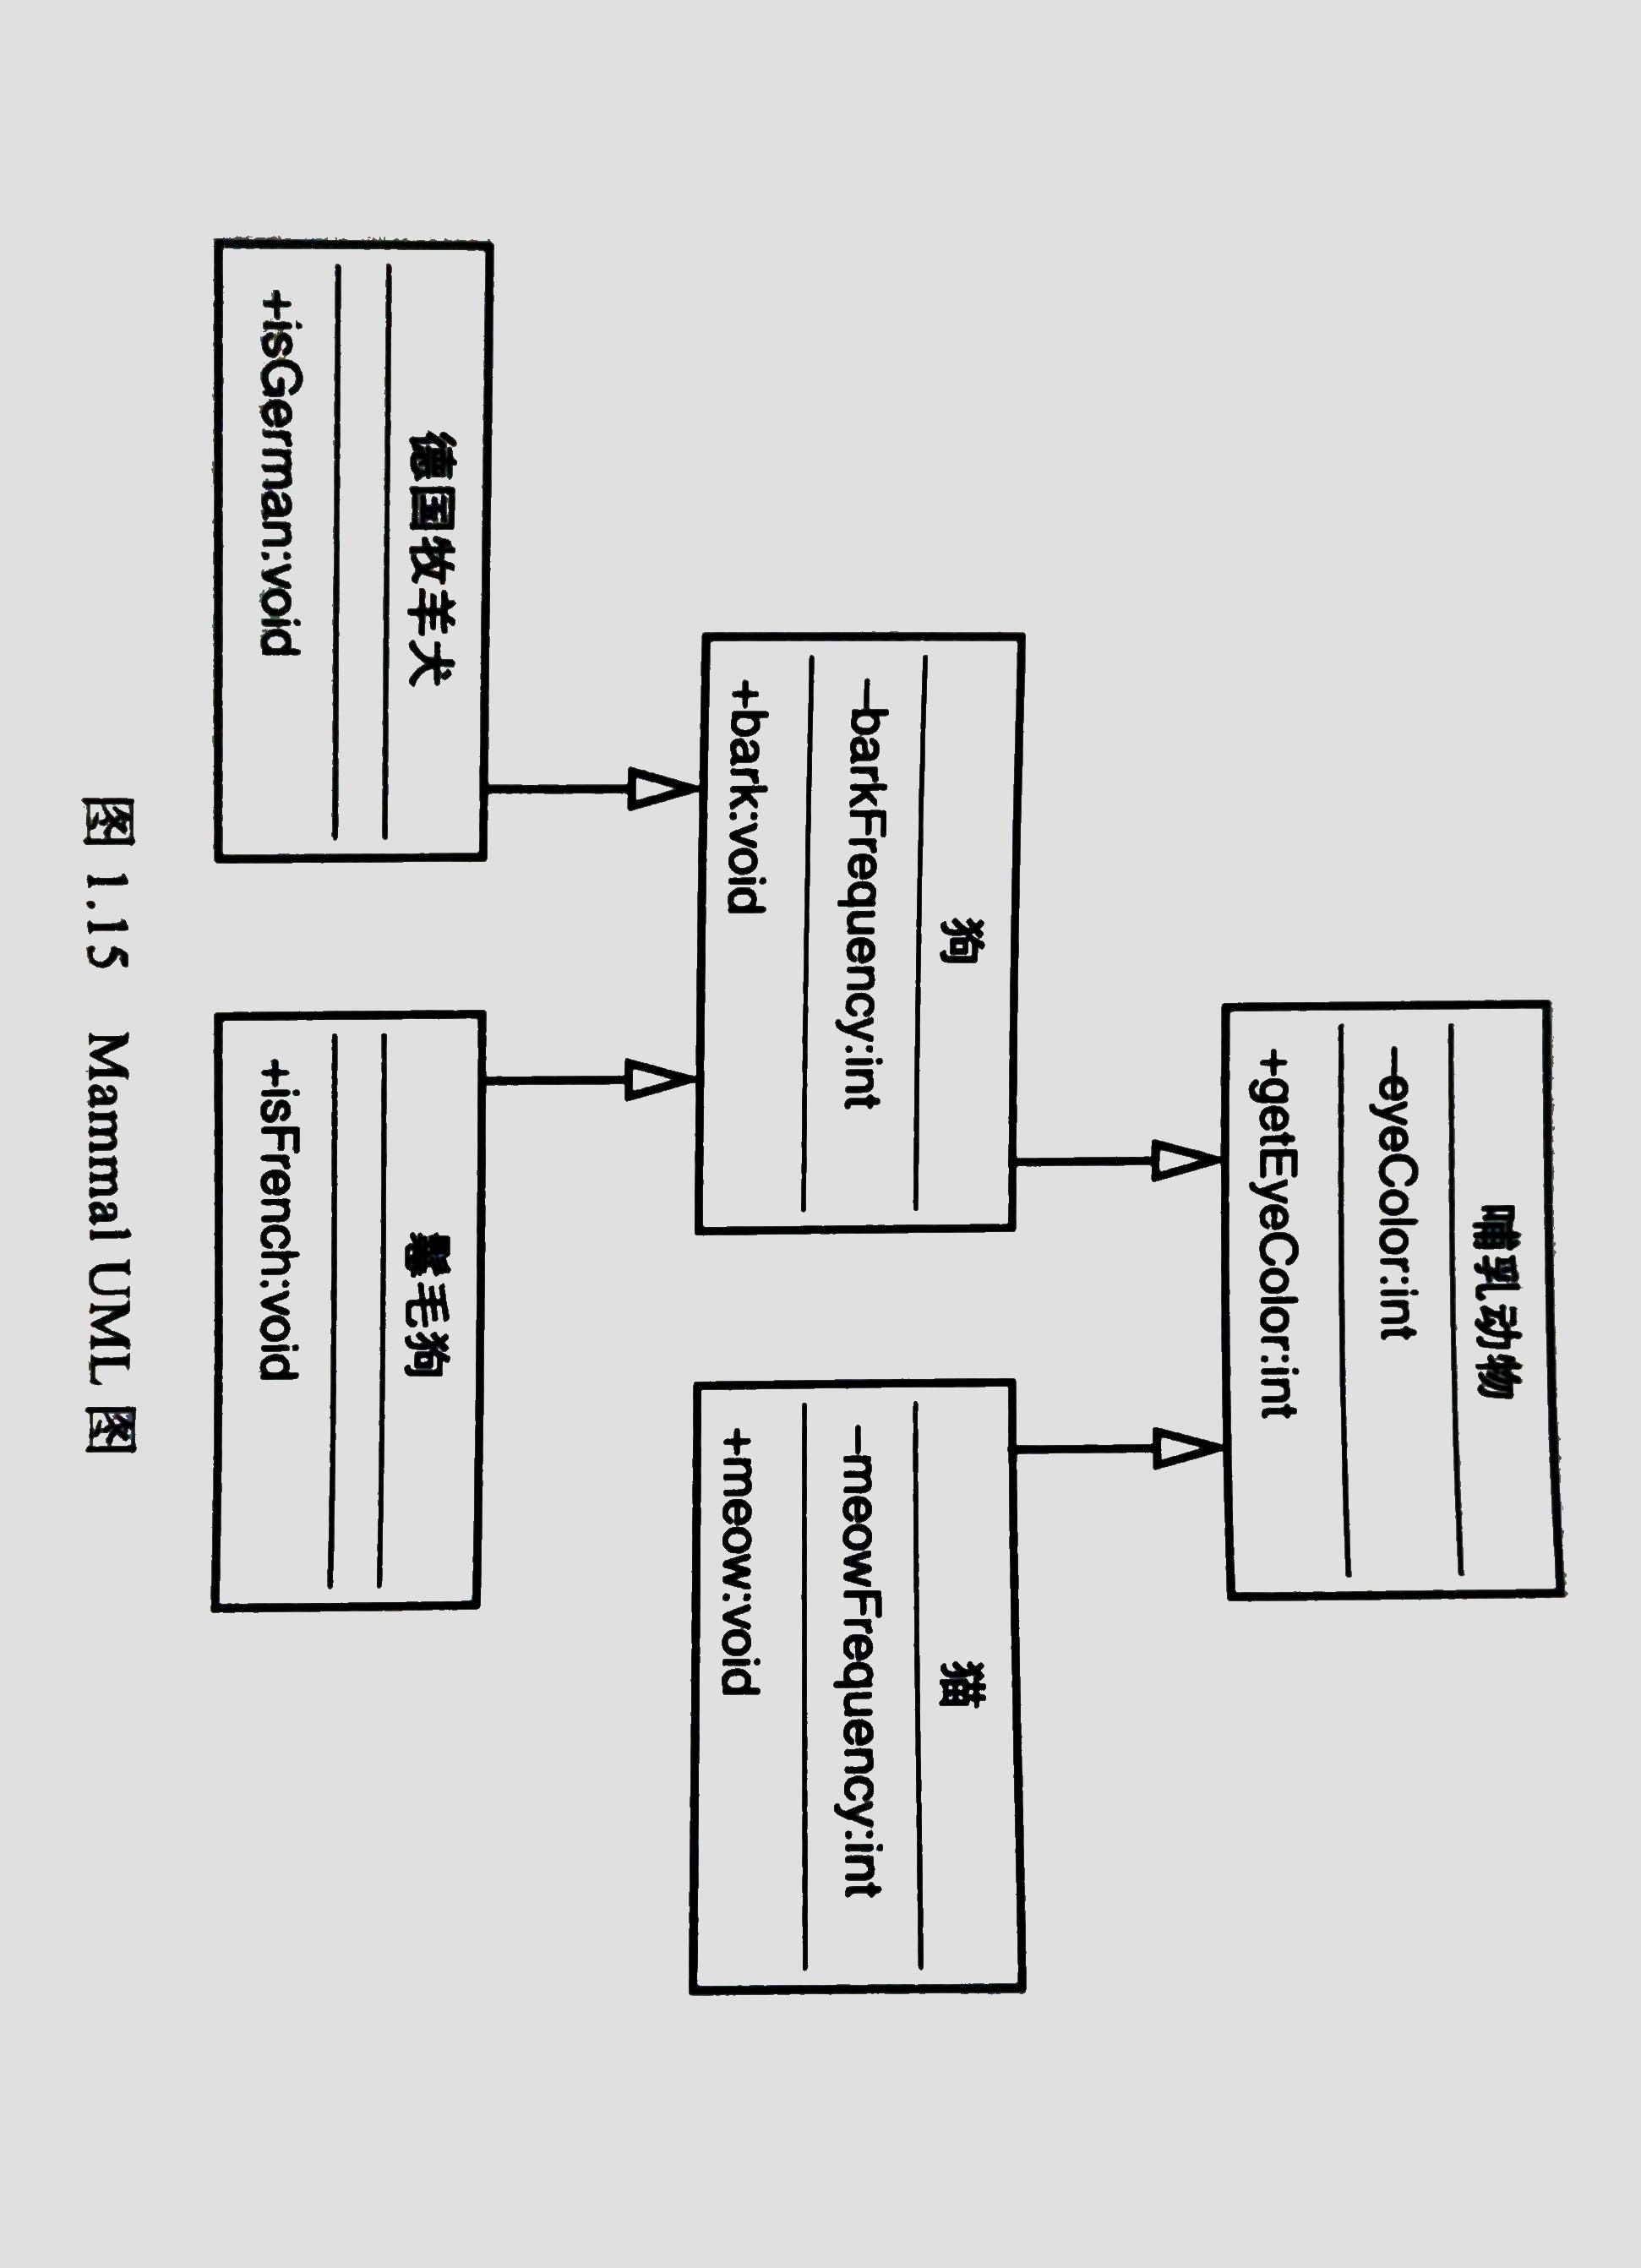 哺乳动物
–eyeColor:int
+getEyeColor:int
狗
–barkFrequency:int
+bark:void
猫
–meowFrequency:int
+meow:void
德国牧羊犬
+isGerman:void
鬈毛狗
+isFrench:void
图 1.15 Mammal UML 图